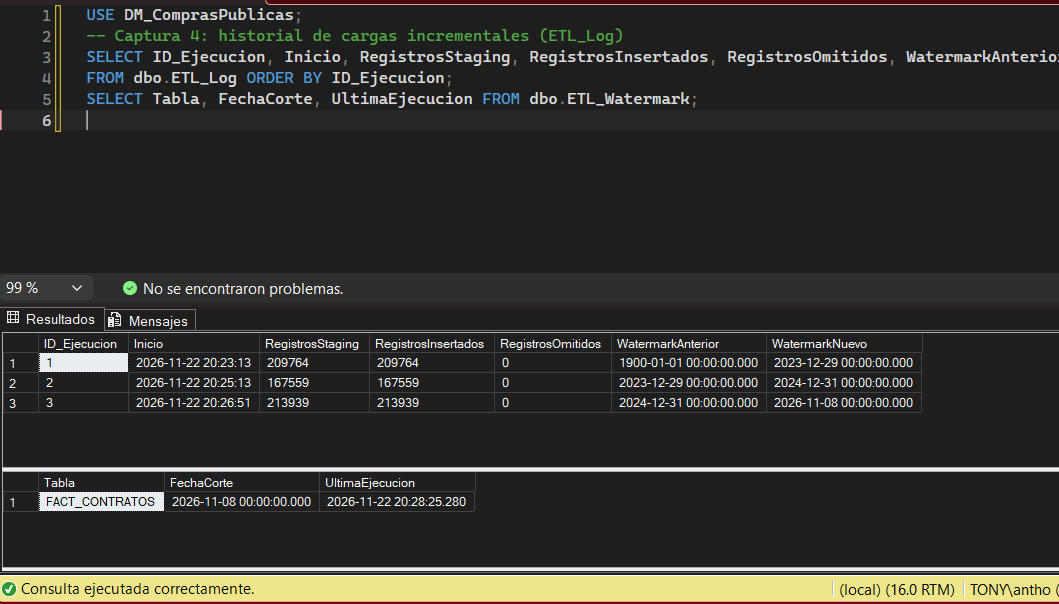 1 USE DM_ComprasPublicas;
2 -- Captura 4: historial de cargas incrementales (ETL_Log)
3 SELECT ID_Ejecucion, Inicio, RegistrosStaging, RegistrosInsertados, RegistrosOmitidos, WatermarkAnterio
4 FROM dbo.ETL_Log ORDER BY ID_Ejecucion;
5 SELECT Tabla, FechaCorte, UltimaEjecucion FROM dbo.ETL_Watermark;
6
99 % No se encontraron problemas.
Resultados Mensajes
ID_Ejecucion Inicio RegistrosStaging RegistrosInsertados RegistrosOmitidos WatermarkAnterior WatermarkNuevo
1 1 2026-11-22 20:23:13 209764 209764 0 1900-01-01 00:00:00.000 2023-12-29 00:00:00.000
2 2 2026-11-22 20:25:13 167559 167559 0 2023-12-29 00:00:00.000 2024-12-31 00:00:00.000
3 3 2026-11-22 20:26:51 213939 213939 0 2024-12-31 00:00:00.000 2026-11-08 00:00:00.000
Tabla FechaCorte UltimaEjecucion
1 FACT_CONTRATOS 2026-11-08 00:00:00.000 2026-11-22 20:28:25.280
Consulta ejecutada correctamente. (local) (16.0 RTM) TONY\antho (